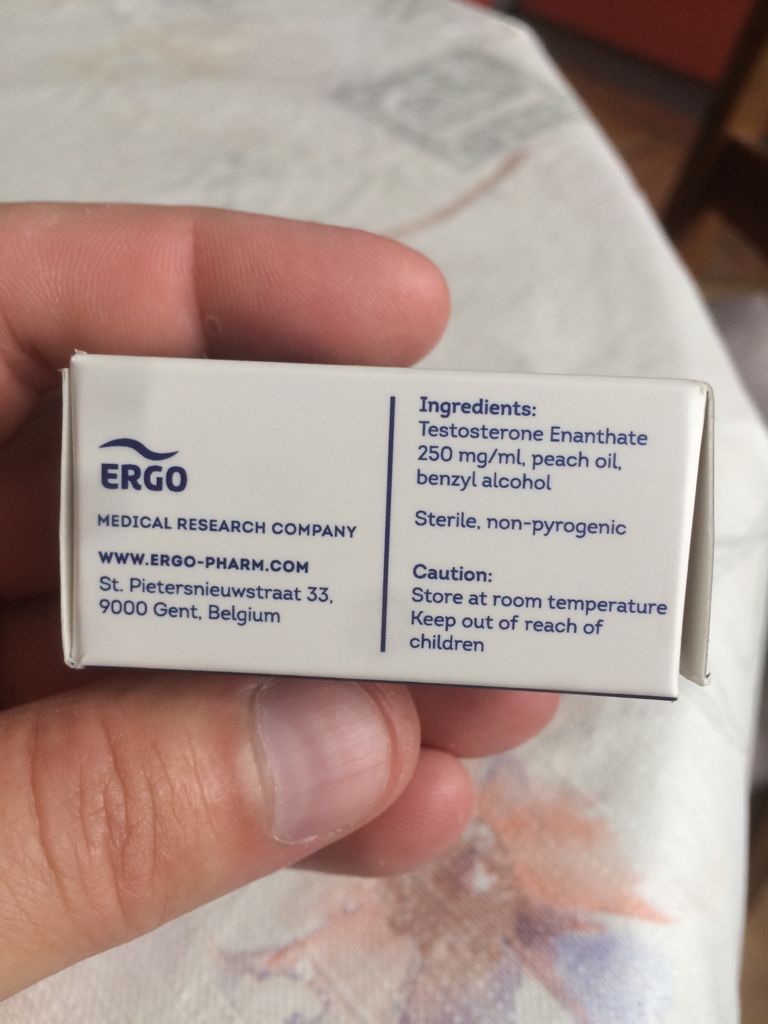 ERGO
MEDICAL RESEARCH COMPANY
WWW.ERGO-PHARM.COM
St. Pietersnieuwstraat 33,
9000 Gent, Belgium
Ingredients:
Testosterone Enanthate
250 mg/ml, peach oil,
benzyl alcohol
Sterile, non-pyrogenic
Caution:
Store at room temperature
Keep out of reach of
children